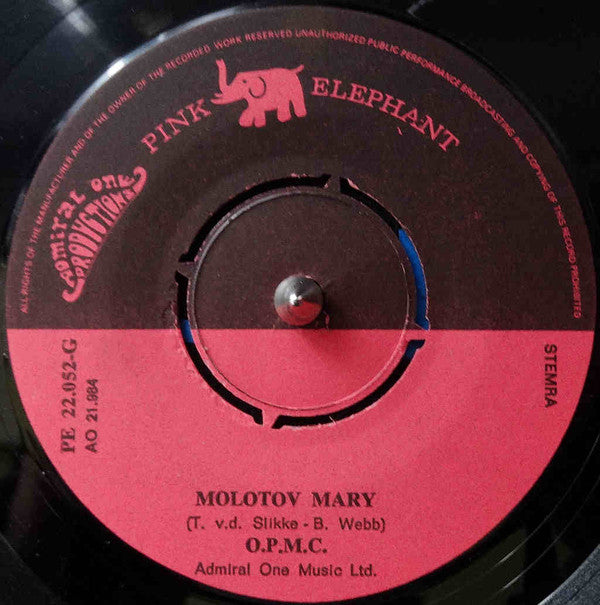 ALL RIGHTS OF THE MANUFACTURER AND OF THE OWNER OF THE RECORDED WORK RESERVED UNAUTHORIZED PUBLIC PERFORMANCE BROADCASTING AND COPYING OF THIS RECORD PROHIBITED
PINK ELEPHANT
ADMIRAL ONE
PRODUCTIONS
PE 22.052-G
AO 21.984
STEMRA
MOLOTOV MARY
(T. v.d. Slikke - B. Webb)
O.P.M.C.
Admiral One Music Ltd.